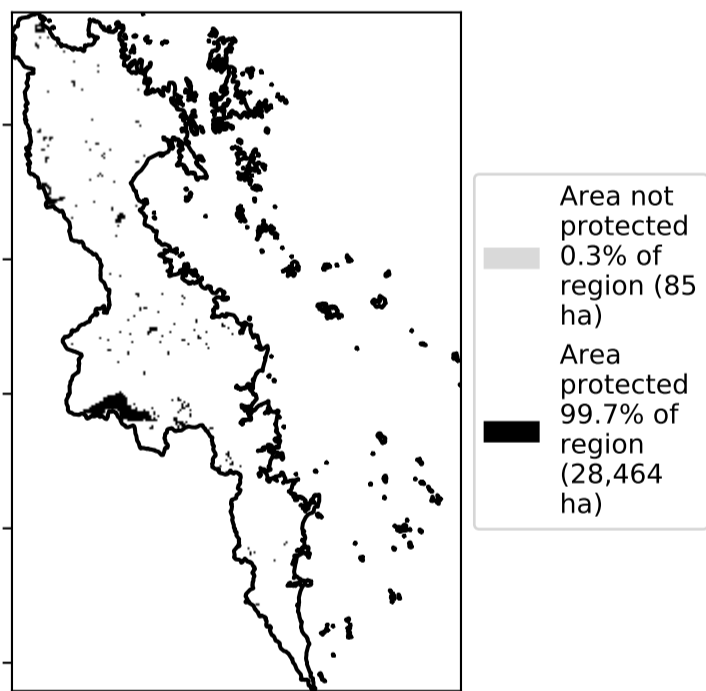 Area not
protected
0.3% of
region (85
ha)
Area
protected
99.7% of
region
(28,464
ha)